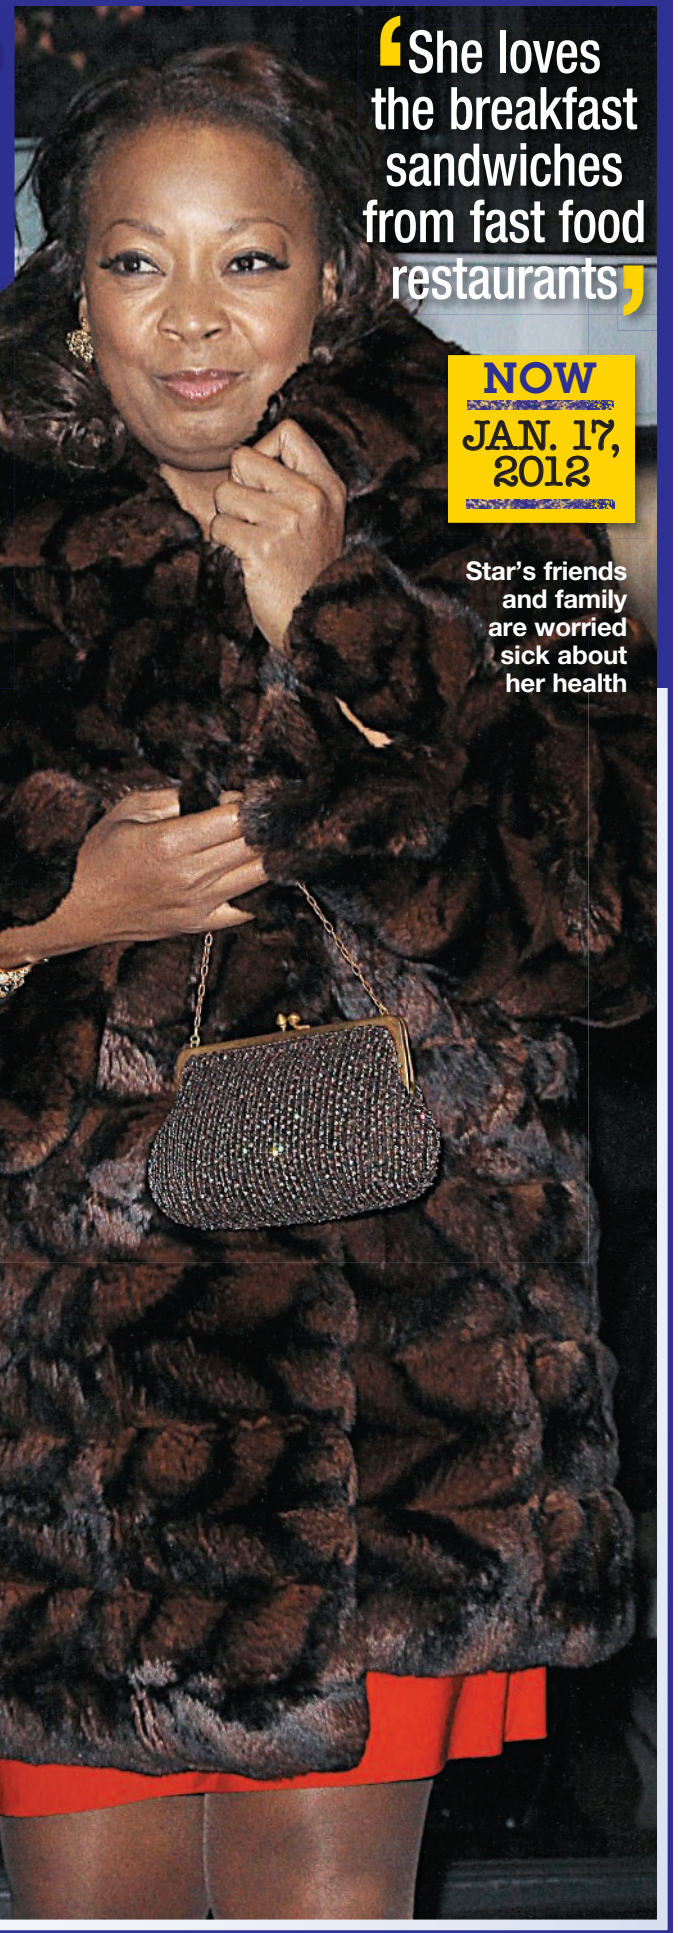 ‘She loves
the breakfast
sandwiches
from fast food
restaurants’
NOW
JAN. 17,
2012
Star’s friends
and family
are worried
sick about
her health